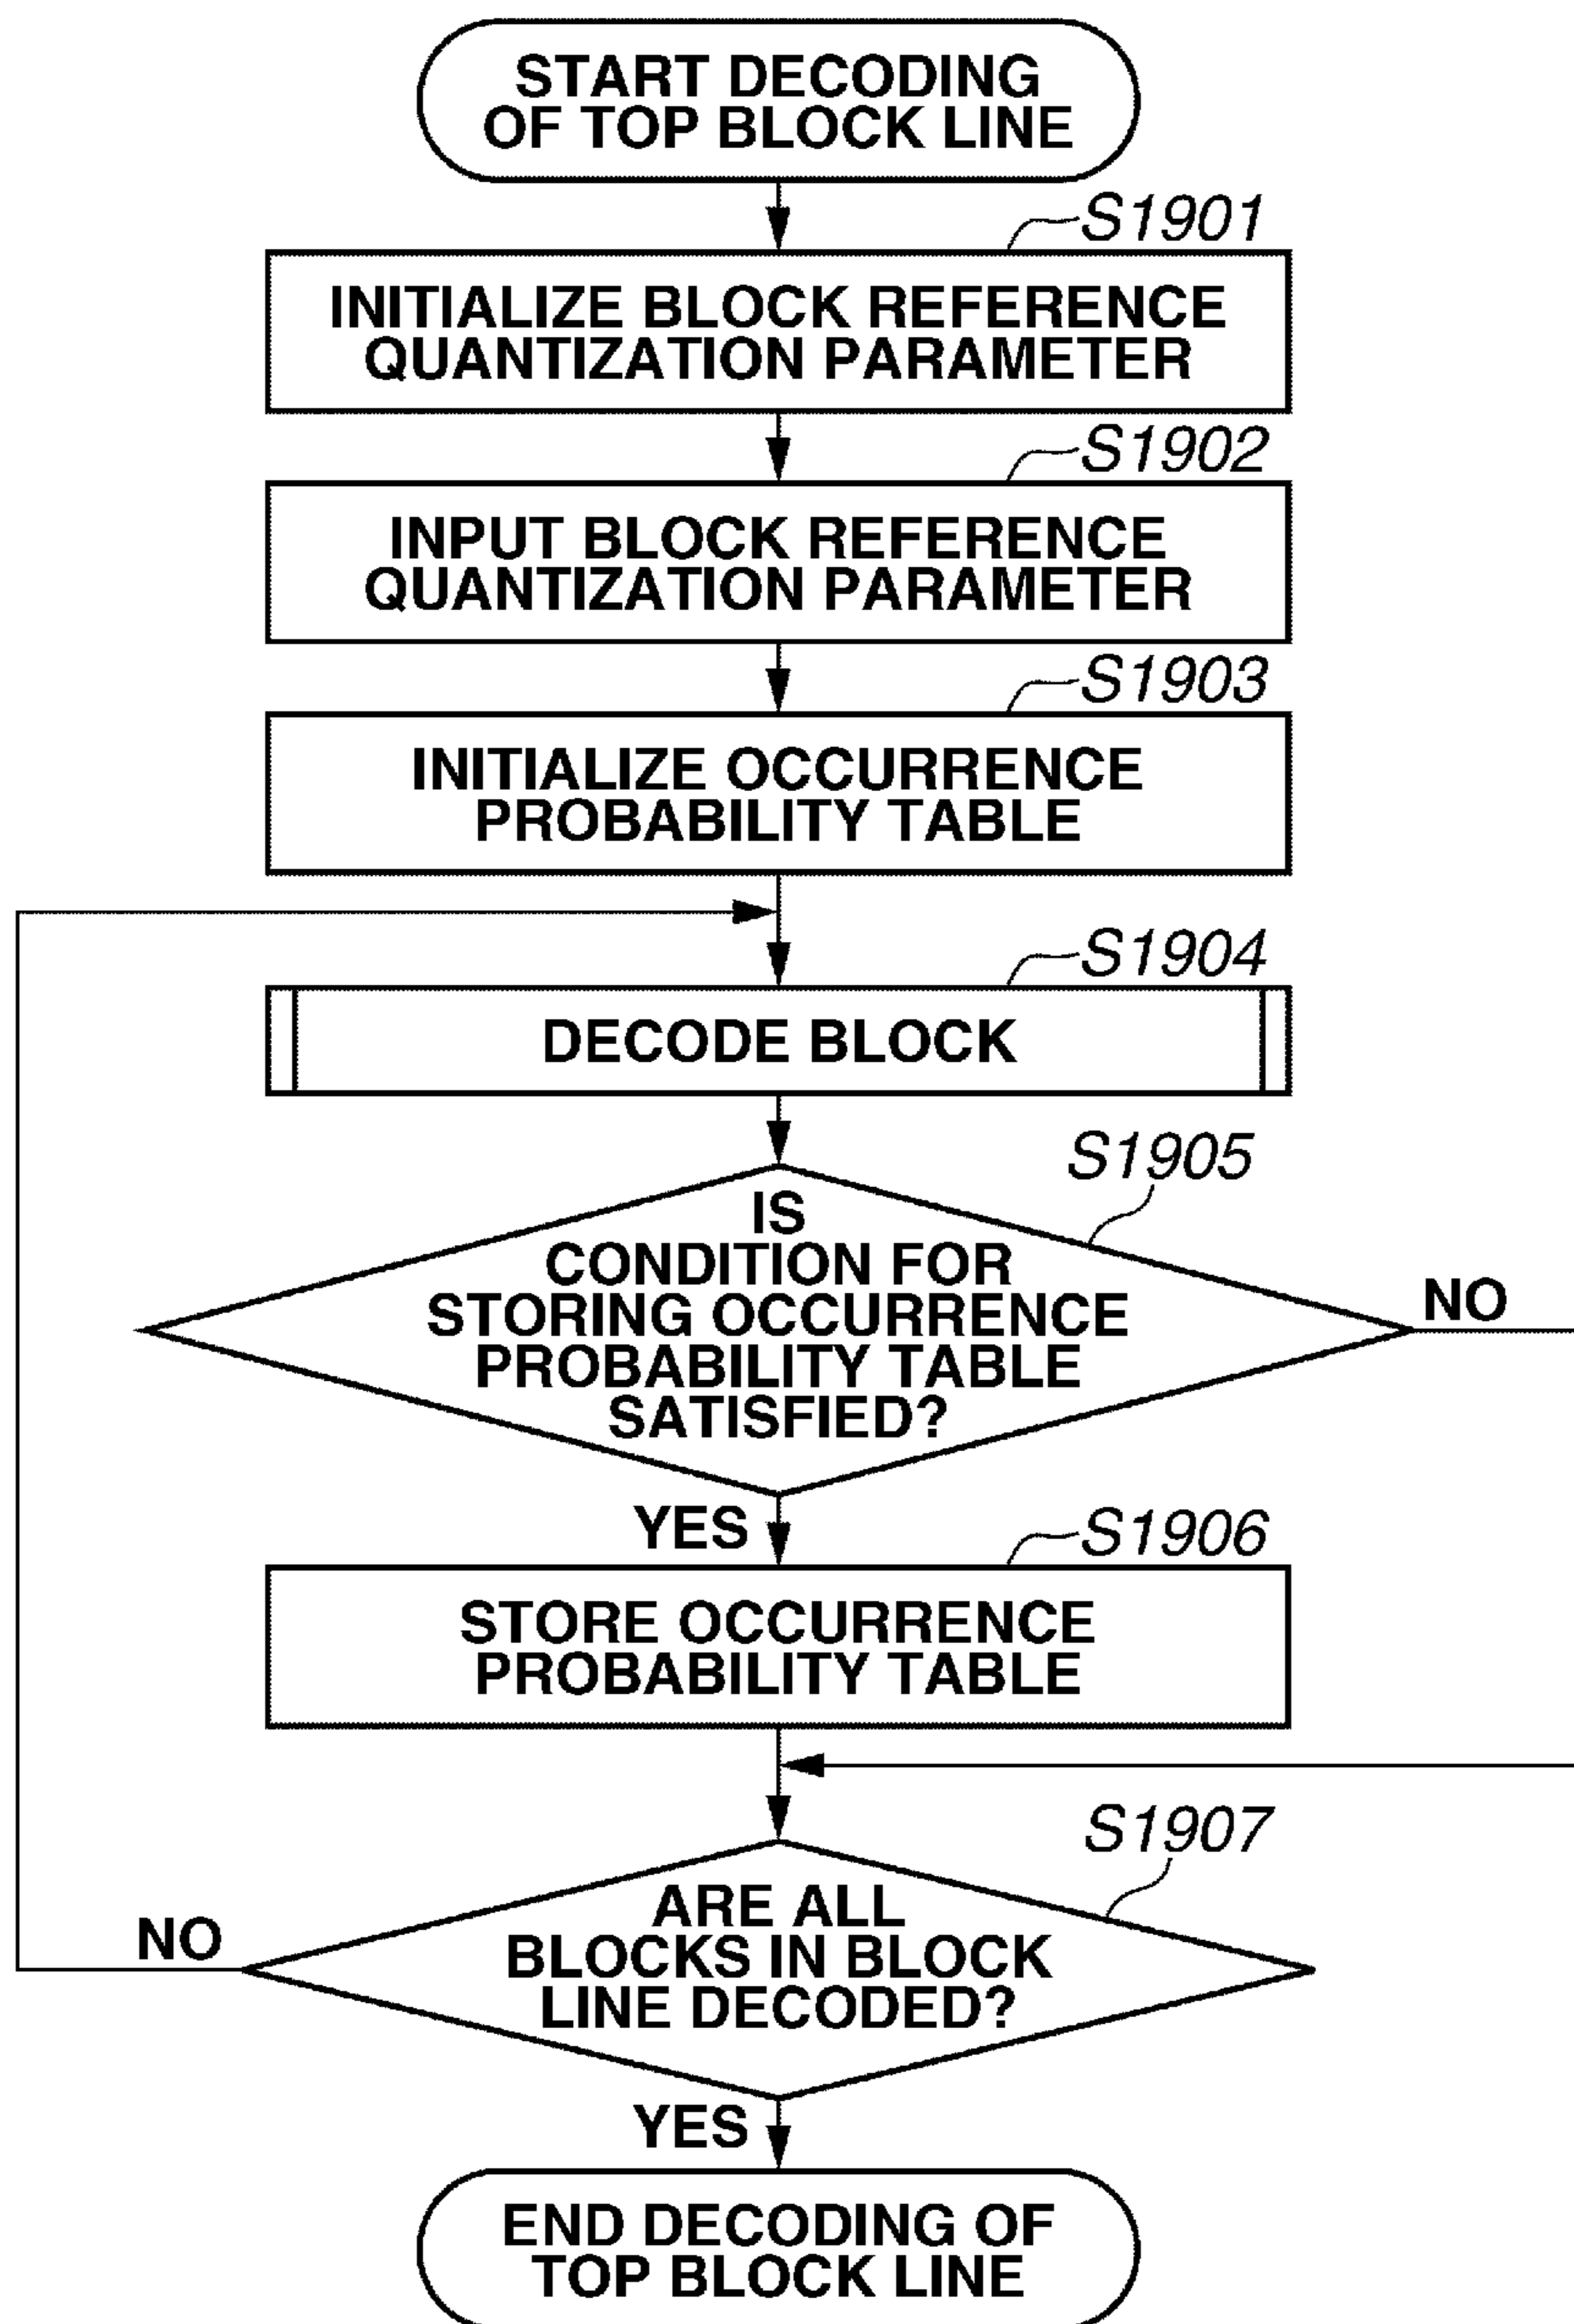 START DECODING
OF TOP BLOCK LINE
S1901
INITIALIZE BLOCK REFERENCE
QUANTIZATION PARAMETER
S1902
INPUT BLOCK REFERENCE
QUANTIZATION PARAMETER
S1903
INITIALIZE OCCURRENCE
PROBABILITY TABLE
S1904
DECODE BLOCK
S1905
IS
CONDITION FOR
STORING OCCURRENCE
PROBABILITY TABLE
SATISFIED?
NO
YES
S1906
STORE OCCURRENCE
PROBABILITY TABLE
S1907
ARE ALL
BLOCKS IN BLOCK
LINE DECODED?
NO
YES
END DECODING OF
TOP BLOCK LINE